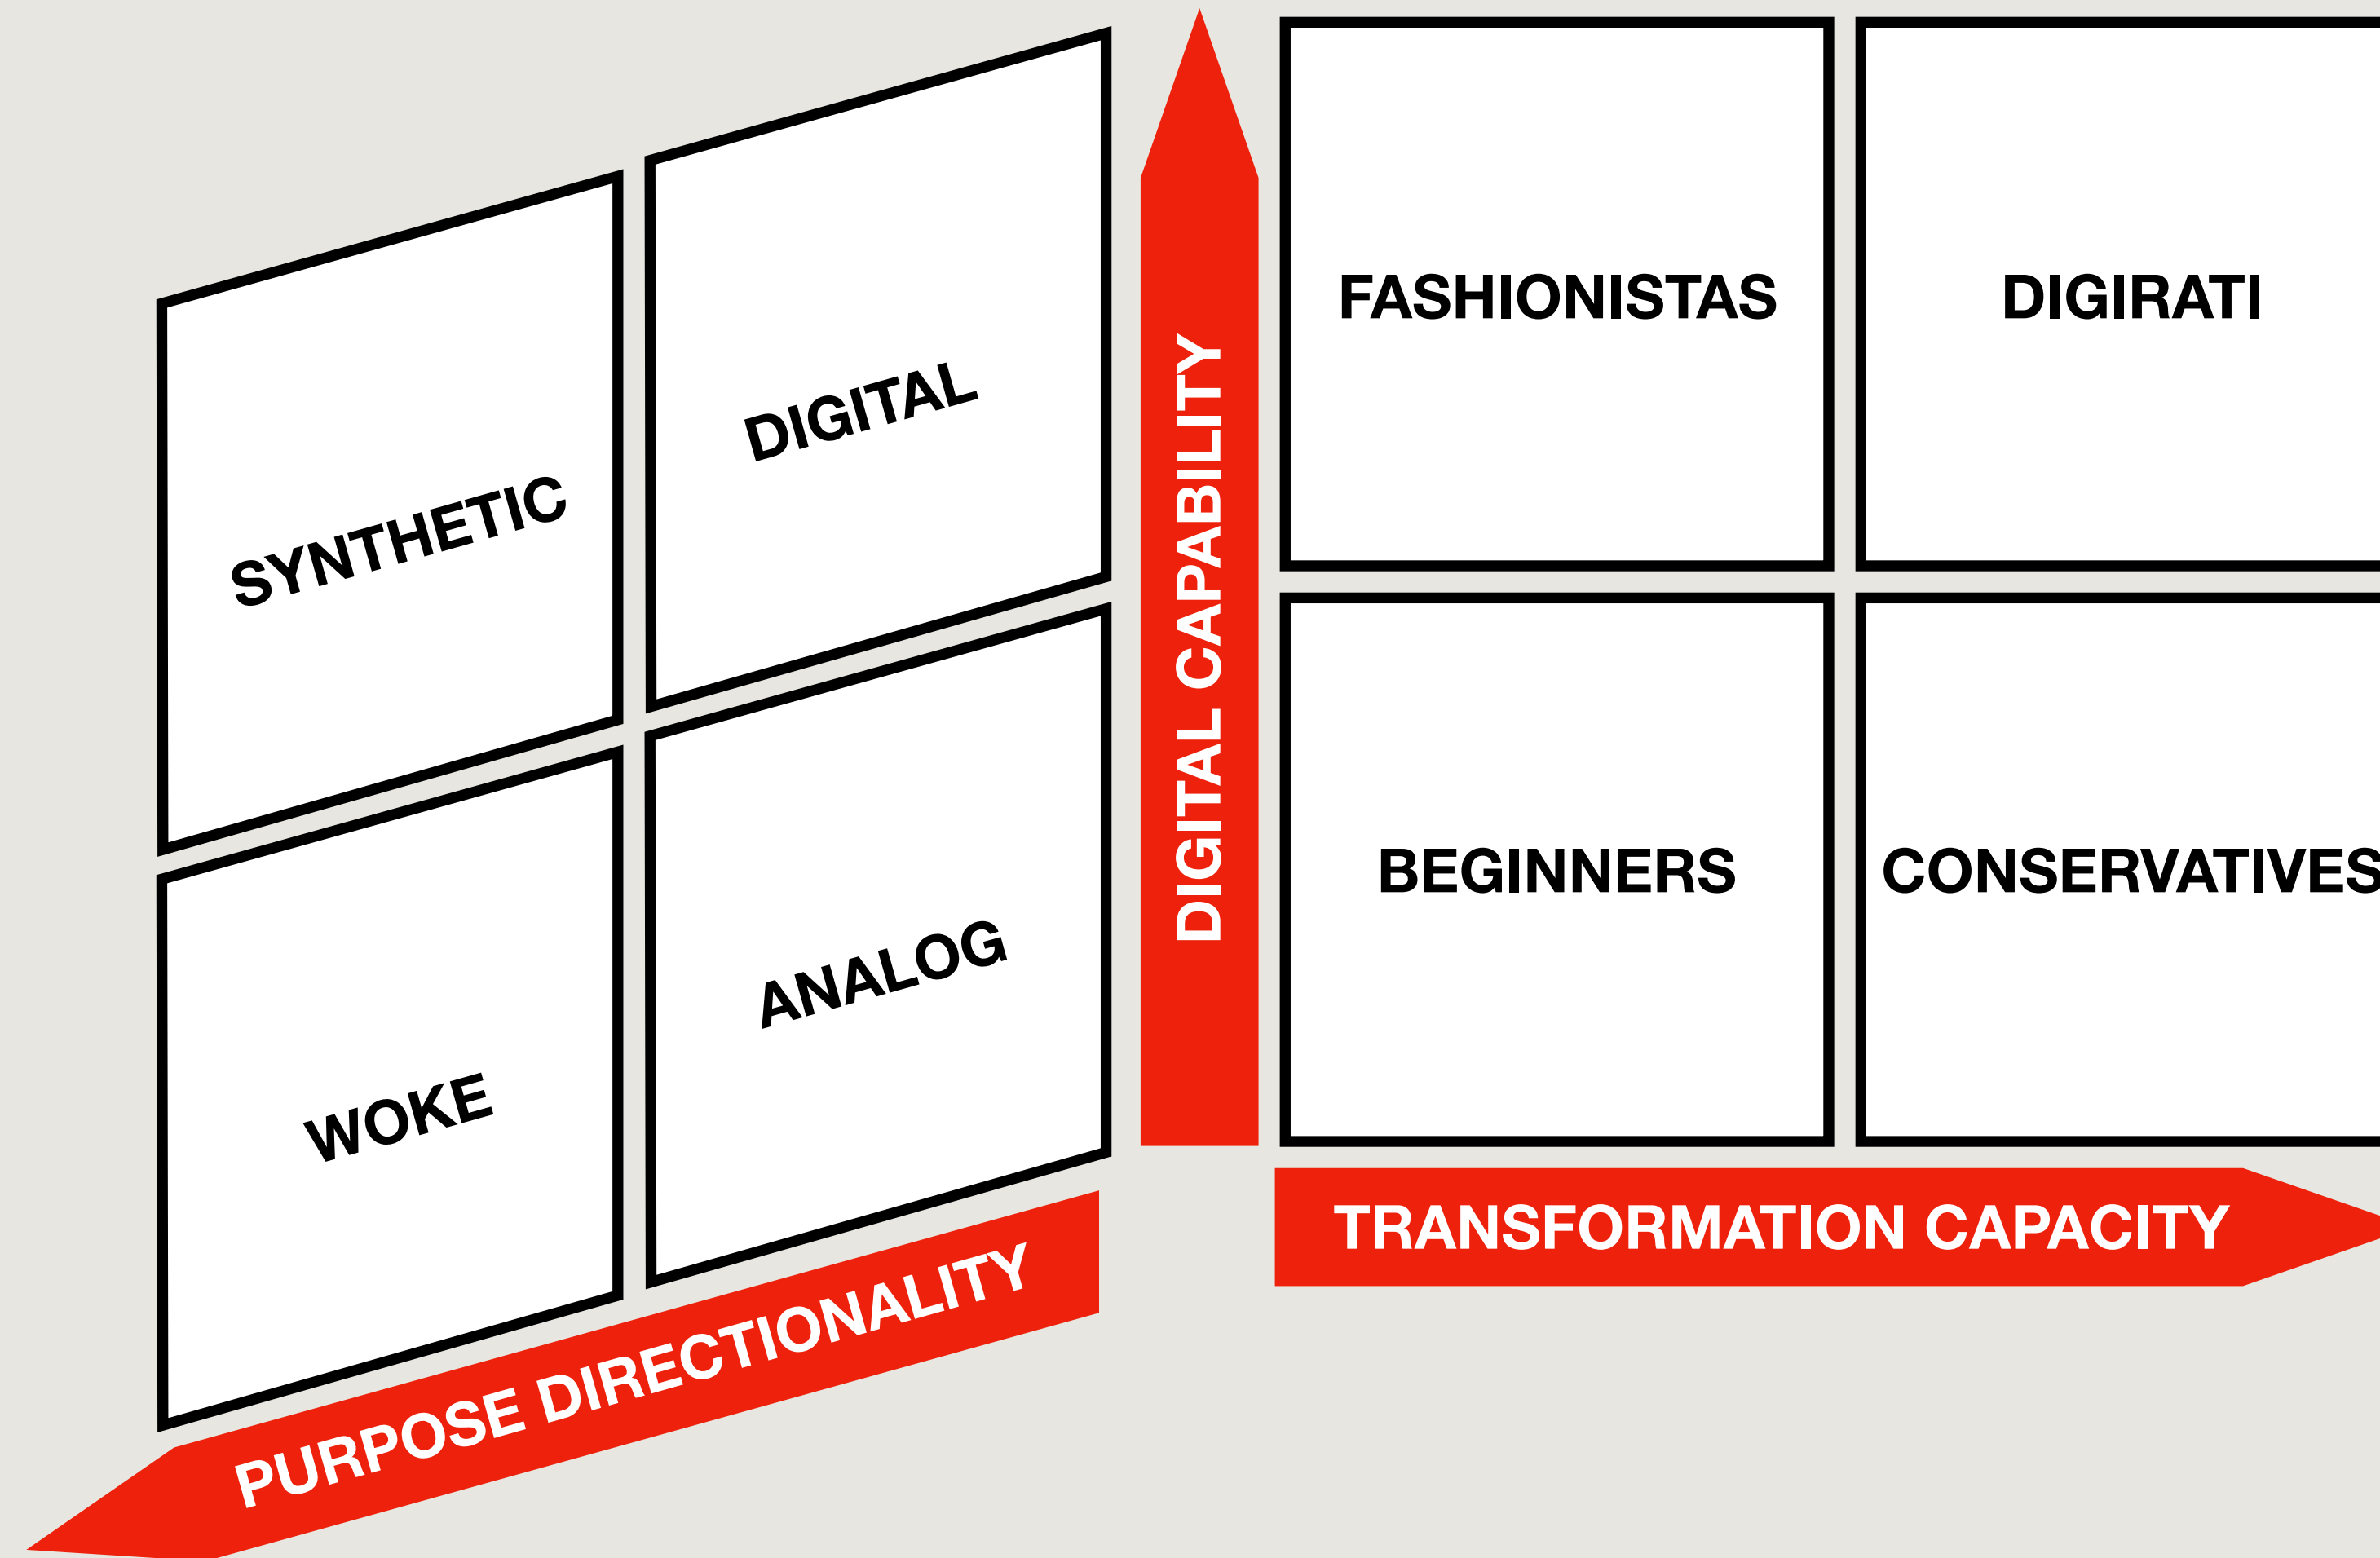 SYNTHETIC
DIGITAL
WOKE
ANALOG
PURPOSE DIRECTIONALITY
DIGITAL CAPABILITY
FASHIONISTAS
DIGIRATI
BEGINNERS
CONSERVATIVES
TRANSFORMATION CAPACITY